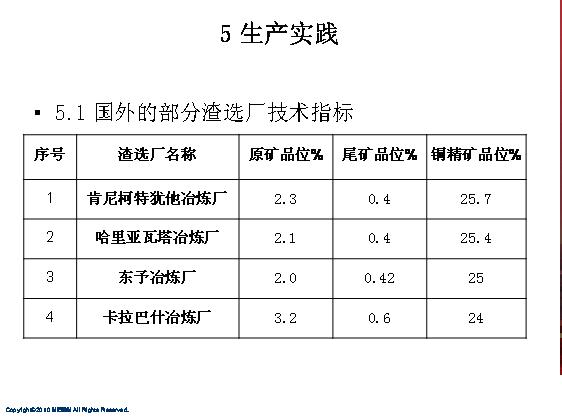 5 生产实践
▪ 5.1 国外的部分渣选厂技术指标
序号 渣选厂名称 原矿品位% 尾矿品位% 铜精矿品位%
1 肯尼柯特犹他冶炼厂 2.3 0.4 25.7
2 哈里亚瓦塔冶炼厂 2.1 0.4 25.4
3 东予冶炼厂 2.0 0.42 25
4 卡拉巴什冶炼厂 3.2 0.6 24
Copyright©2010 All Rights Reserved.